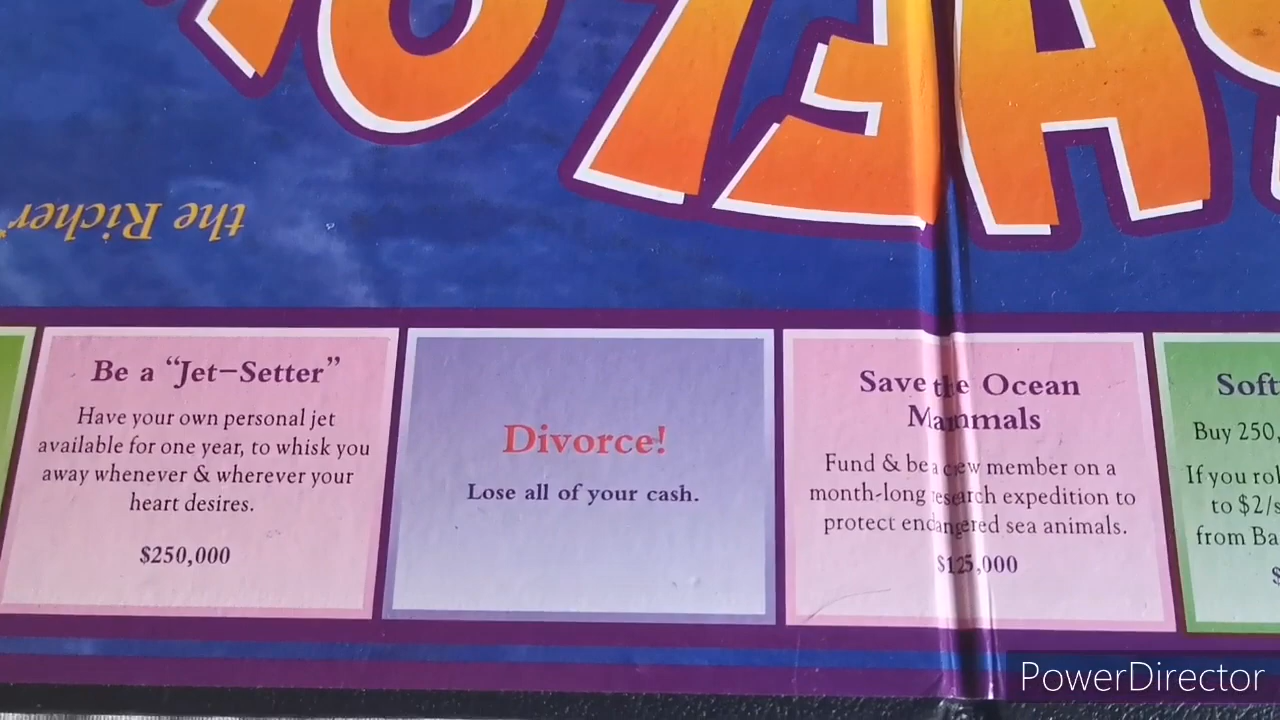 the Richer
Be a “Jet-Setter”
Have your own personal jet
available for one year, to whisk you
away whenever & wherever your
heart desires.
$250,000
Divorce!
Lose all of your cash.
Save the Ocean
Mammals
Fund & be a crew member on a
month-long research expedition to
protect endangered sea animals.
$125,000
Soft
Buy 250,
If you rol
to $2/s
from Ba
$
PowerDirector